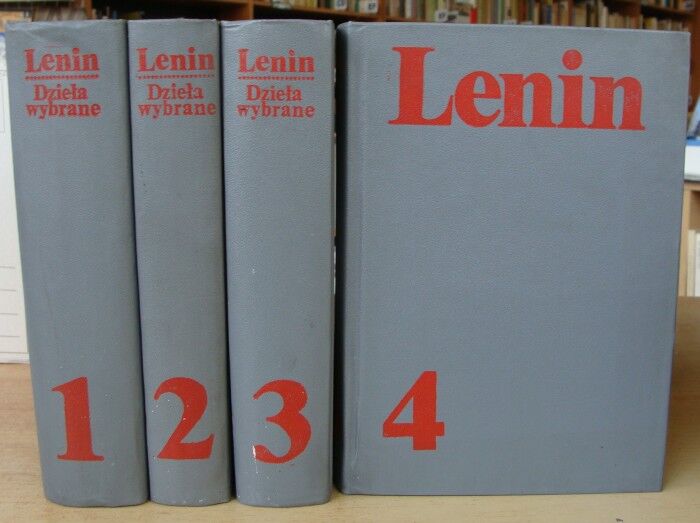 Lenin
Dzieła
wybrane
1
Lenin
Dzieła
wybrane
2
Lenin
Dzieła
wybrane
3
Lenin
4